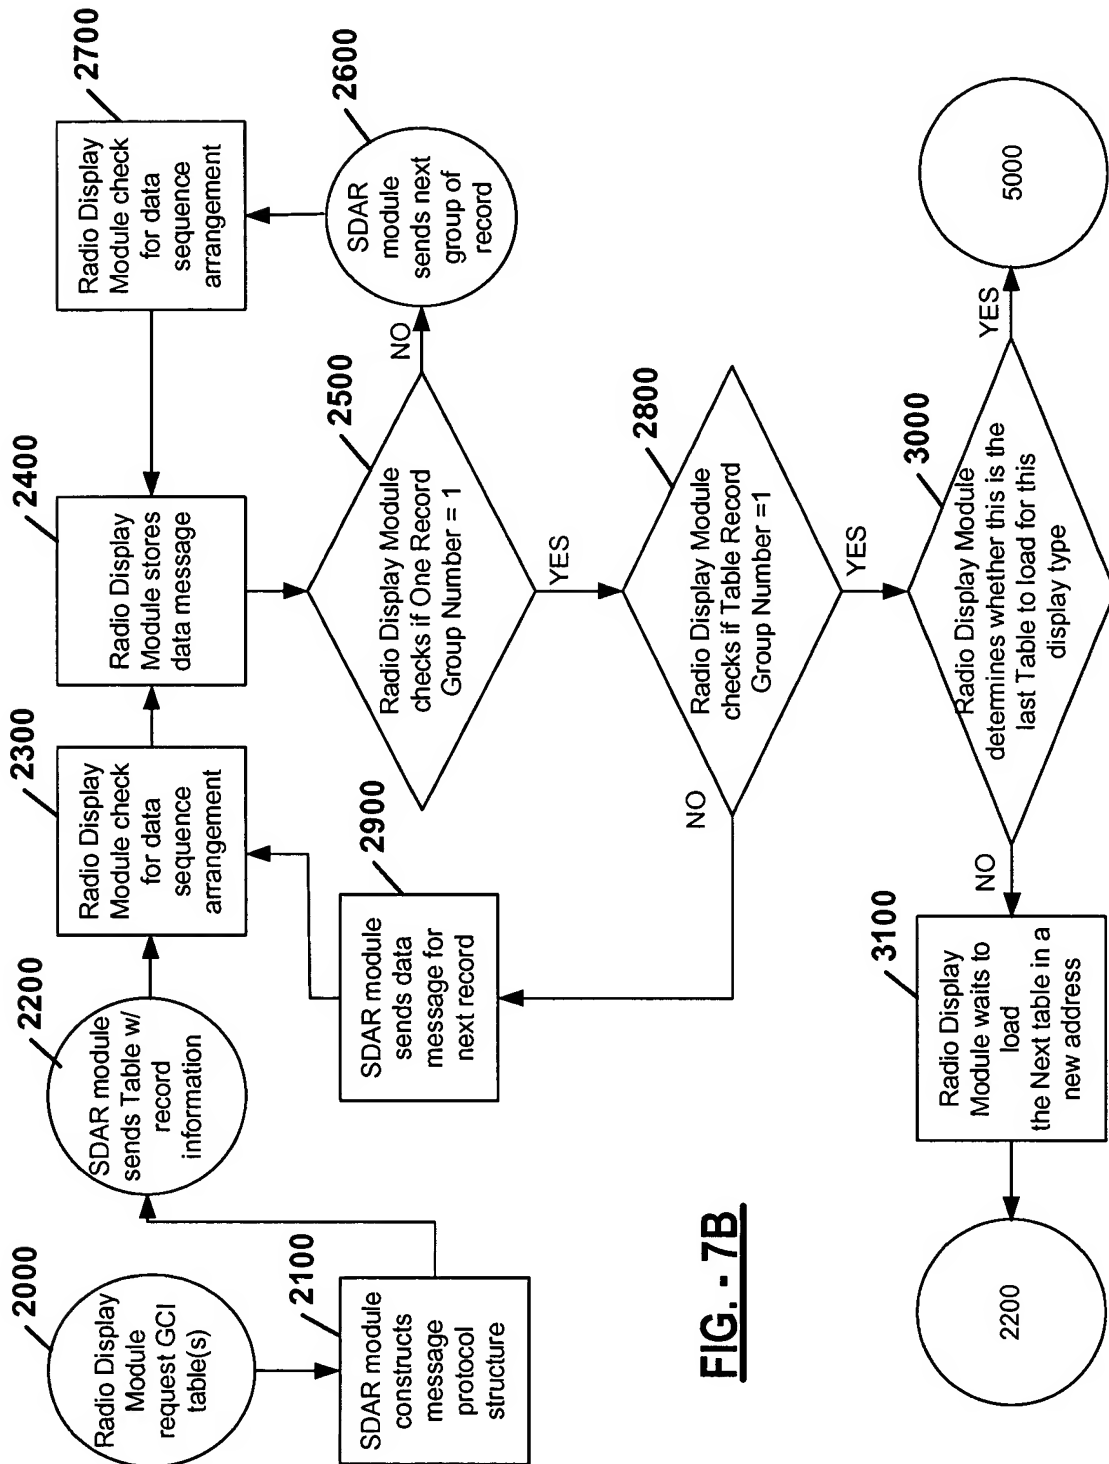 2000
Radio Display
Module
request GCI
table(s)
2100
SDAR module
constructs
message
protocol
structure
2200
SDAR module
sends Table w/
record
information
2300
Radio Display
Module check
for data
sequence
arrangement
2400
Radio Display
Module stores
data message
2500
Radio Display Module
checks if One Record
Group Number = 1
NO
YES
2600
SDAR
module
sends next
group of
record
2700
Radio Display
Module check
for data
sequence
arrangement
2800
Radio Display Module
checks if Table Record
Group Number =1
NO
YES
2900
SDAR module
sends data
message for
next record
3000
Radio Display Module
determines whether this is the
last Table to load for this
display type
YES
NO
5000
3100
Radio Display
Module waits to
load
the Next table in a
new address
2200
FIG. - 7B